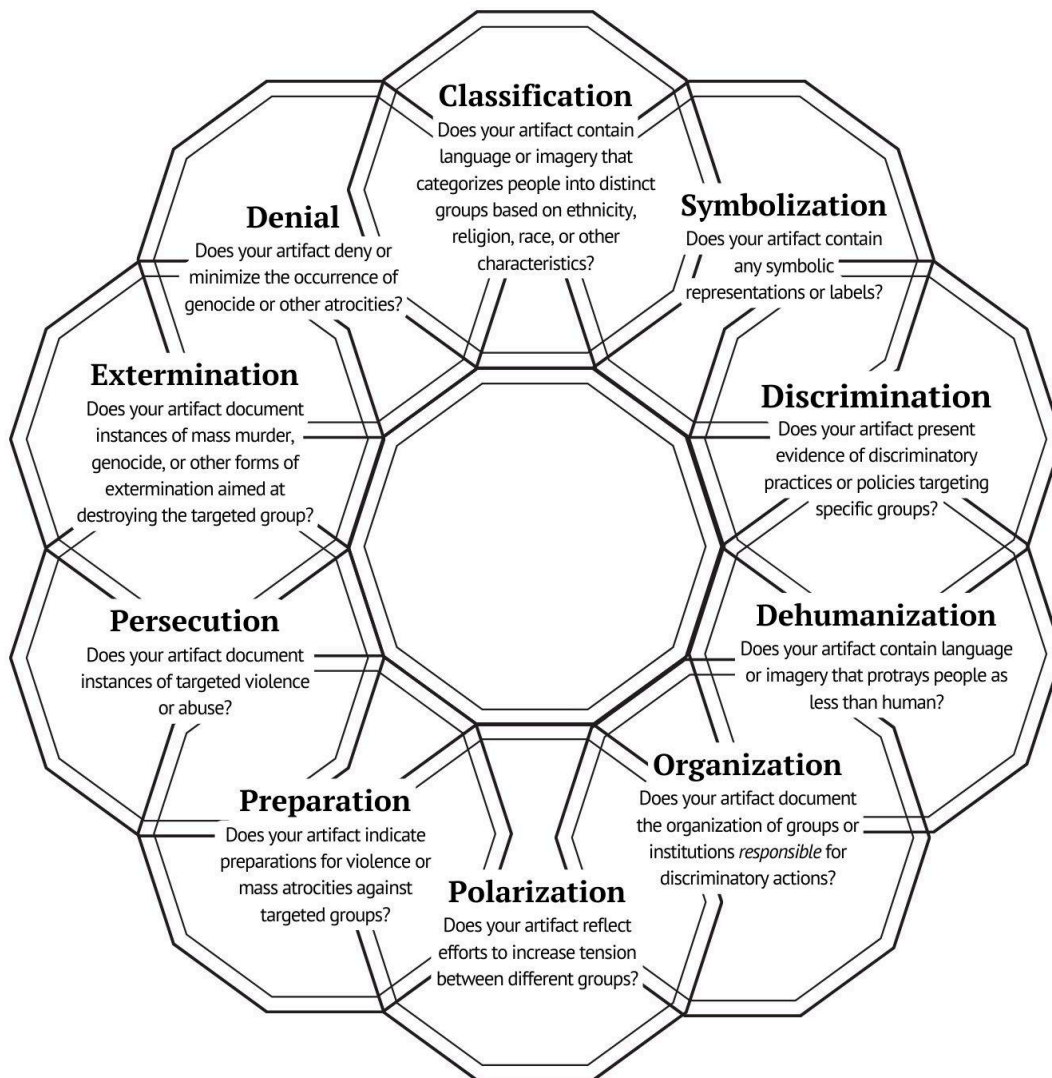 Classification
Does your artifact contain
language or imagery that
categorizes people into distinct
groups based on ethnicity,
religion, race, or other
characteristics?
Symbolization
Does your artifact contain
any symbolic
representations or labels?
Discrimination
Does your artifact present
evidence of discriminatory
practices or policies targeting
specific groups?
Dehumanization
Does your artifact contain language
or imagery that protrays people as
less than human?
Organization
Does your artifact document
the organization of groups or
institutions responsible for
discriminatory actions?
Polarization
Does your artifact reflect
efforts to increase tension
between different groups?
Preparation
Does your artifact indicate
preparations for violence or
mass atrocities against
targeted groups?
Persecution
Does your artifact document
instances of targeted violence
or abuse?
Extermination
Does your artifact document
instances of mass murder,
genocide, or other forms of
extermination aimed at
destroying the targeted group?
Denial
Does your artifact deny or
minimize the occurrence of
genocide or other atrocities?